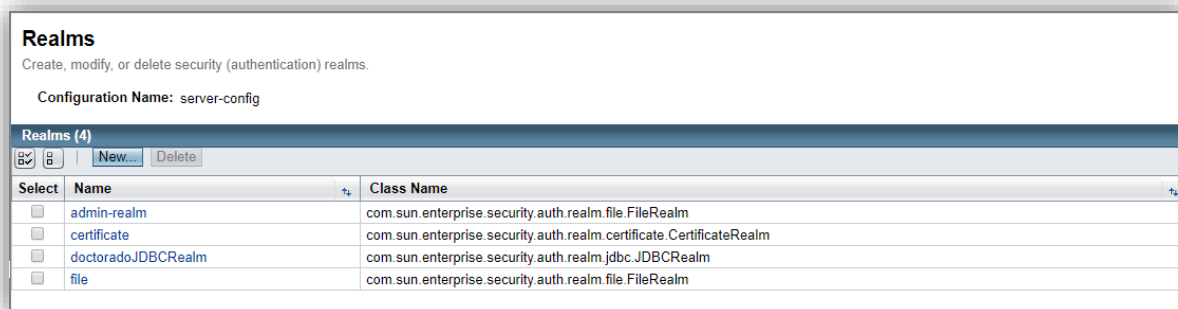 Realms
Create, modify, or delete security (authentication) realms.
Configuration Name: server-config
Realms (4)
New... Delete
Select Name Class Name
admin-realm com.sun.enterprise.security.auth.realm.file.FileRealm
certificate com.sun.enterprise.security.auth.realm.certificate.CertificateRealm
doctoradoJDBCRealm com.sun.enterprise.security.auth.realm.jdbc.JDBCRealm
file com.sun.enterprise.security.auth.realm.file.FileRealm